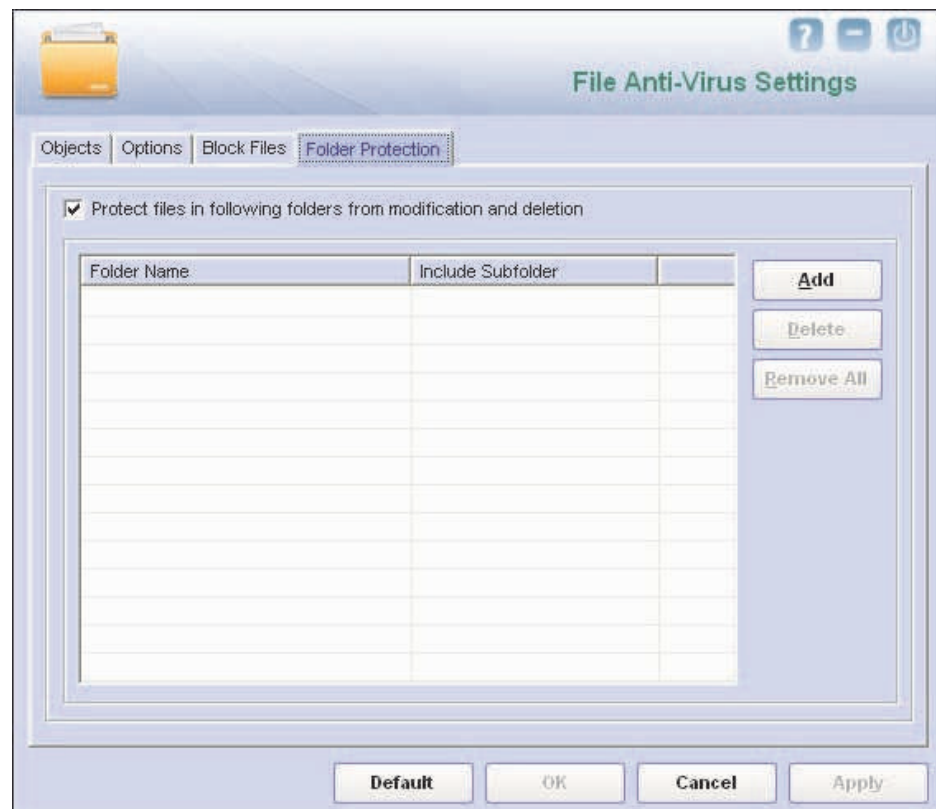 ?
File Anti-Virus Settings
Objects
Options
Block Files
Folder Protection
Protect files in following folders from modification and deletion
Folder Name
Include Subfolder
Add
Delete
Remove All
Default
OK
Cancel
Apply